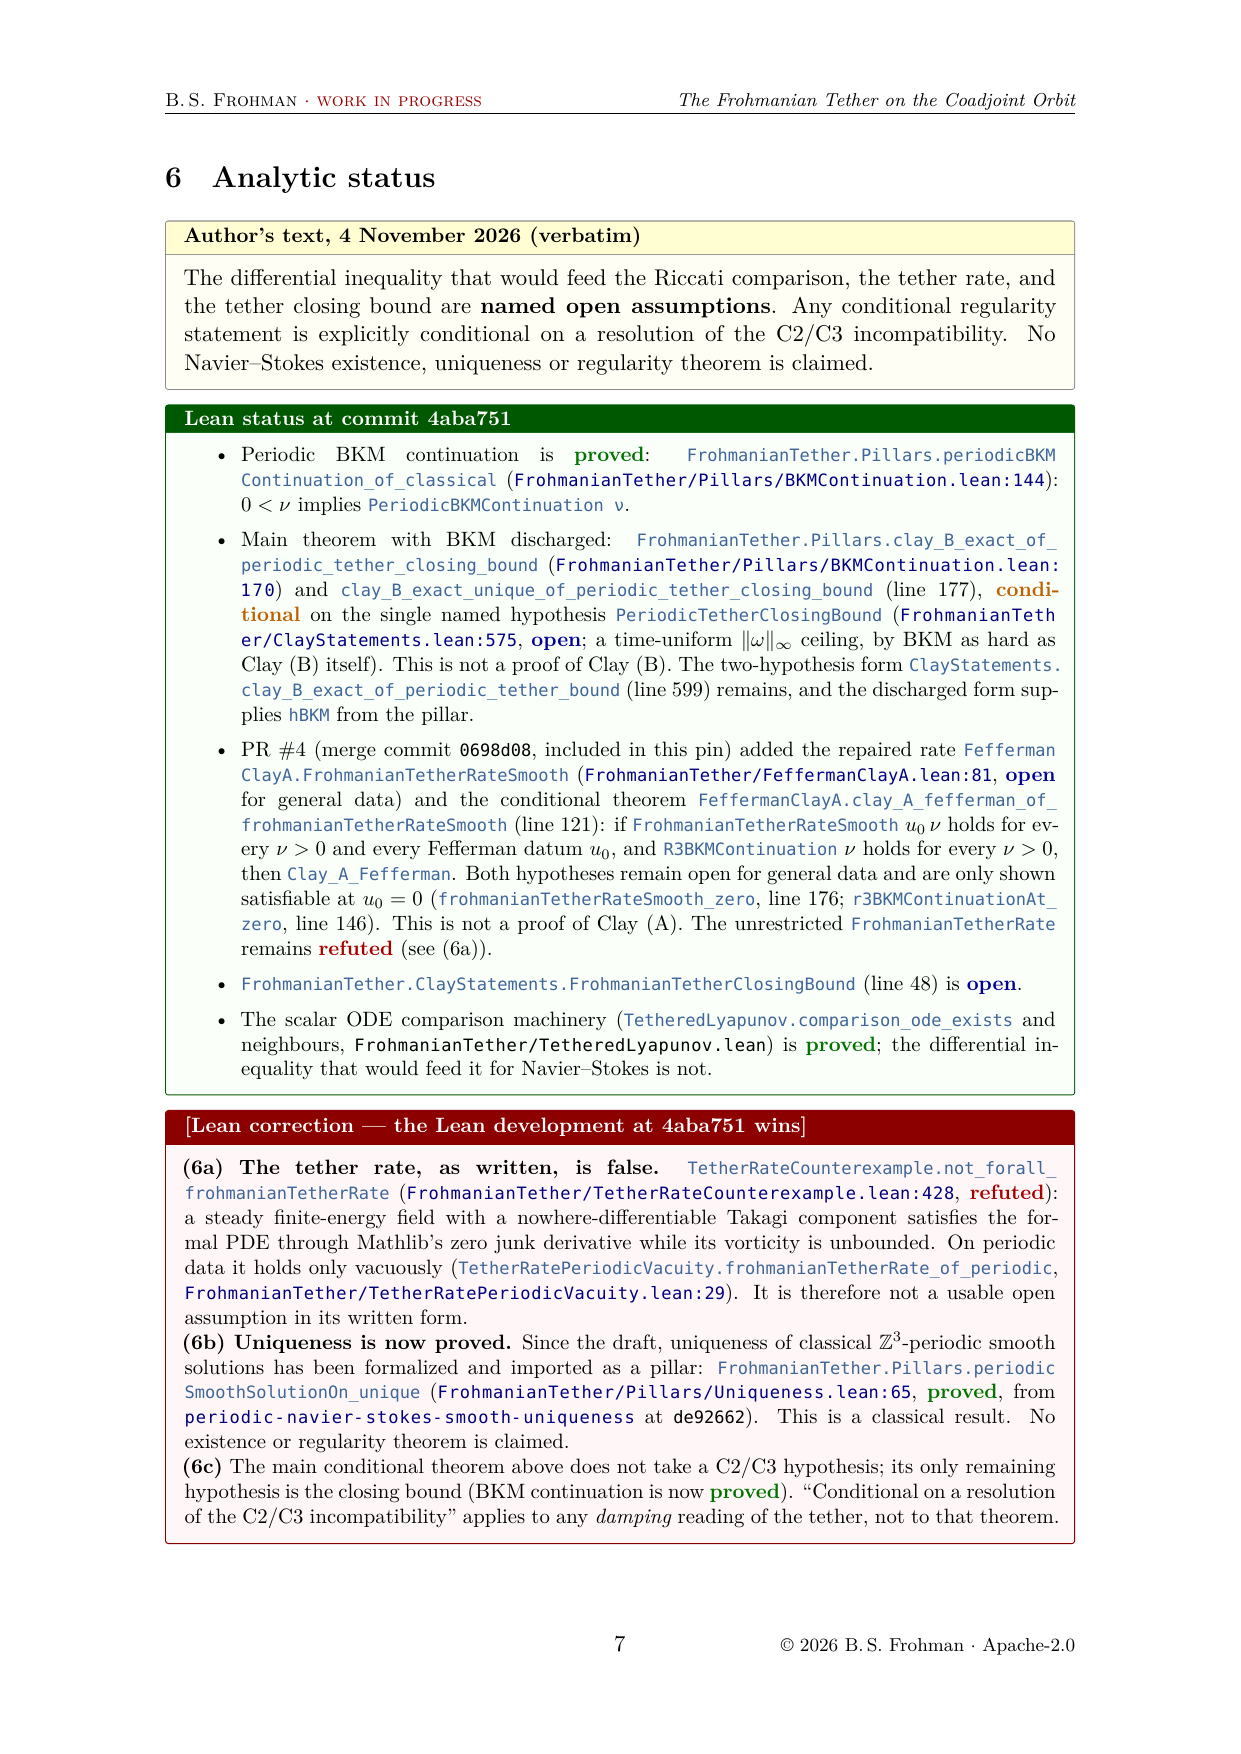 B. S. FROHMAN · WORK IN PROGRESS The Frohmanian Tether on the Coadjoint Orbit
6 Analytic status
Author's text, 4 November 2026 (verbatim)
The differential inequality that would feed the Riccati comparison, the tether rate, and
the tether closing bound are named open assumptions. Any conditional regularity
statement is explicitly conditional on a resolution of the C2/C3 incompatibility. No
Navier–Stokes existence, uniqueness or regularity theorem is claimed.
Lean status at commit 4aba751
• Periodic BKM continuation is proved: FrohmanianTether.Pillars.periodicBKM
Continuation_of_classical (FrohmanianTether/Pillars/BKMContinuation.lean:144):
0 < ν implies PeriodicBKMContinuation ν.
• Main theorem with BKM discharged: FrohmanianTether.Pillars.clay_B_exact_of_
periodic_tether_closing_bound (FrohmanianTether/Pillars/BKMContinuation.lean:
170) and clay_B_exact_unique_of_periodic_tether_closing_bound (line 177), condi-
tional on the single named hypothesis PeriodicTetherClosingBound (FrohmanianTeth
er/ClayStatements.lean:575, open; a time-uniform ‖ω‖∞ ceiling, by BKM as hard as
Clay (B) itself). This is not a proof of Clay (B). The two-hypothesis form ClayStatements.
clay_B_exact_of_periodic_tether_bound (line 599) remains, and the discharged form sup-
plies hBKM from the pillar.
• PR #4 (merge commit 0698d08, included in this pin) added the repaired rate Fefferman
ClayA.FrohmanianTetherRateSmooth (FrohmanianTether/FeffermanClayA.lean:81, open
for general data) and the conditional theorem FeffermanClayA.clay_A_fefferman_of_
frohmanianTetherRateSmooth (line 121): if FrohmanianTetherRateSmooth u₀ ν holds for ev-
ery ν > 0 and every Fefferman datum u₀, and R3BKMContinuation ν holds for every ν > 0,
then Clay_A_Fefferman. Both hypotheses remain open for general data and are only shown
satisfiable at u₀ = 0 (frohmanianTetherRateSmooth_zero, line 176; r3BKMContinuationAt_
zero, line 146). This is not a proof of Clay (A). The unrestricted FrohmanianTetherRate
remains refuted (see (6a)).
• FrohmanianTether.ClayStatements.FrohmanianTetherClosingBound (line 48) is open.
• The scalar ODE comparison machinery (TetheredLyapunov.comparison_ode_exists and
neighbours, FrohmanianTether/TetheredLyapunov.lean) is proved; the differential in-
equality that would feed it for Navier–Stokes is not.
[Lean correction — the Lean development at 4aba751 wins]
(6a) The tether rate, as written, is false. TetherRateCounterexample.not_forall_
frohmanianTetherRate (FrohmanianTether/TetherRateCounterexample.lean:428, refuted):
a steady finite-energy field with a nowhere-differentiable Takagi component satisfies the for-
mal PDE through Mathlib's zero junk derivative while its vorticity is unbounded. On periodic
data it holds only vacuously (TetherRatePeriodicVacuity.frohmanianTetherRate_of_periodic,
FrohmanianTether/TetherRatePeriodicVacuity.lean:29). It is therefore not a usable open
assumption in its written form.
(6b) Uniqueness is now proved. Since the draft, uniqueness of classical ℤ³-periodic smooth
solutions has been formalized and imported as a pillar: FrohmanianTether.Pillars.periodic
SmoothSolutionOn_unique (FrohmanianTether/Pillars/Uniqueness.lean:65, proved, from
periodic-navier-stokes-smooth-uniqueness at de92662). This is a classical result. No
existence or regularity theorem is claimed.
(6c) The main conditional theorem above does not take a C2/C3 hypothesis; its only remaining
hypothesis is the closing bound (BKM continuation is now proved). “Conditional on a resolution
of the C2/C3 incompatibility” applies to any damping reading of the tether, not to that theorem.
7 © 2026 B. S. Frohman · Apache-2.0